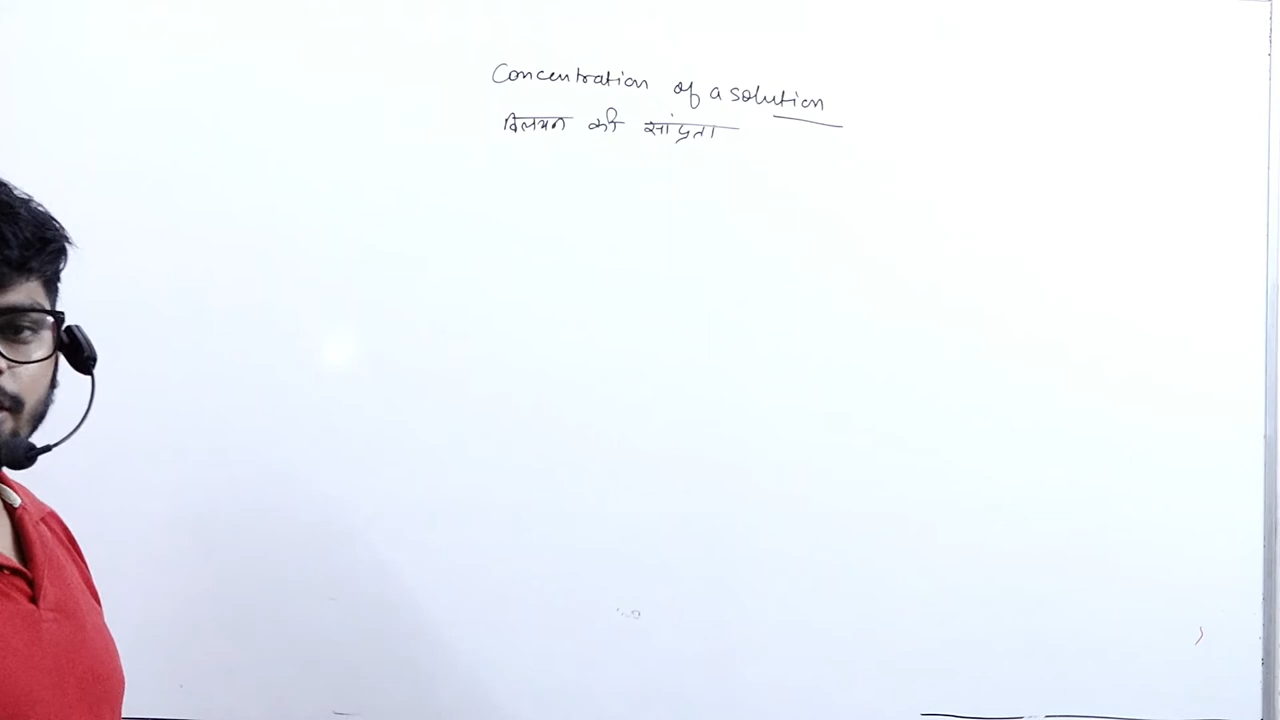 Concentration of a solution
विलयन की सांद्रता